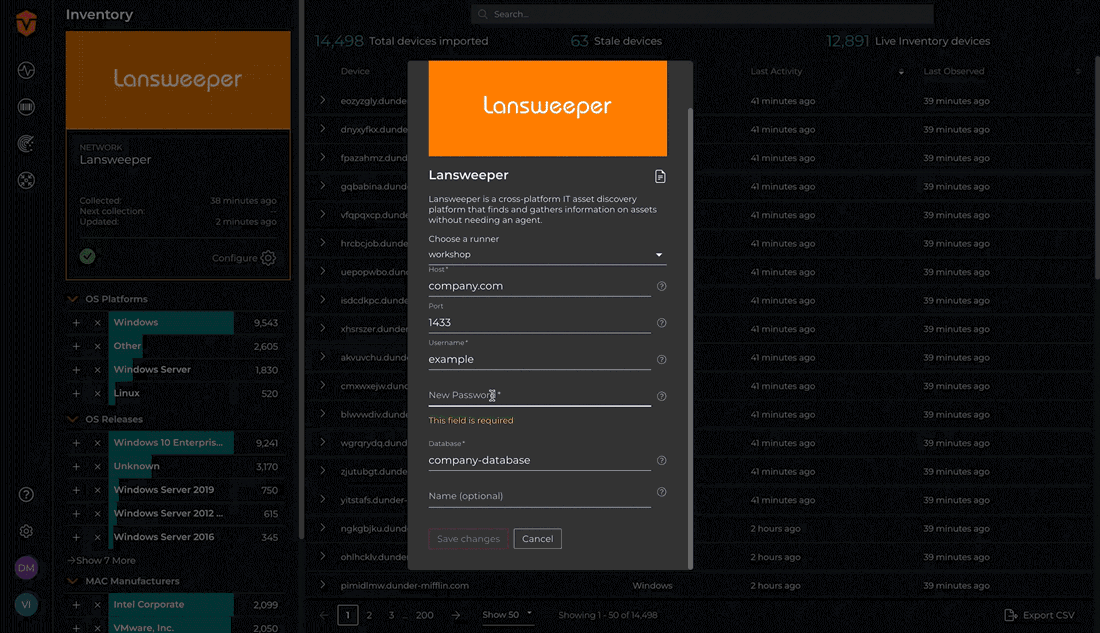 Inventory
Search...
14,498 Total devices imported
63 Stale devices
12,891 Live Inventory devices
Lansweeper
NETWORK
Lansweeper
Collected: 38 minutes ago
Next collection: --
Updated: 2 minutes ago
Configure
OS Platforms
Windows 9,543
Other 2,605
Windows Server 1,830
Linux 520
OS Releases
Windows 10 Enterpris... 9,241
Unknown 3,170
Windows Server 2019 750
Windows Server 2012 ... 615
Windows Server 2016 345
Show 7 More
MAC Manufacturers
Intel Corporate 2,099
VMware, Inc. 2,050
DM
VI
Lansweeper
Lansweeper
Lansweeper is a cross-platform IT asset discovery
platform that finds and gathers information on assets
without needing an agent.
Choose a runner
workshop
Host*
company.com
Port
1433
Username*
example
New Password*
This field is required
Database*
company-database
Name (optional)
Save changes
Cancel
Device Last Activity Last Observed
eozyzgly.dunder 41 minutes ago 39 minutes ago
dnyxyfkx.dunder 41 minutes ago 39 minutes ago
fpazahmz.dunde 41 minutes ago 39 minutes ago
gqbabina.dunde 41 minutes ago 39 minutes ago
vfqpqxcp.dunde 41 minutes ago 39 minutes ago
hrcbcjob.dunder 41 minutes ago 39 minutes ago
uepopwbo.dund 41 minutes ago 39 minutes ago
isdcdkpc.dunder 41 minutes ago 39 minutes ago
xhsrszer.dunder 41 minutes ago 39 minutes ago
akvuvchu.dunde 41 minutes ago 39 minutes ago
cmxwxejw.dund 41 minutes ago 39 minutes ago
blwvwdiv.dunde 41 minutes ago 39 minutes ago
wgrqrydq.dunde 41 minutes ago 39 minutes ago
zjutubgt.dunder 41 minutes ago 39 minutes ago
yitstafs.dunder- 41 minutes ago 39 minutes ago
ngkgbjku.dunde 2 hours ago 39 minutes ago
ohlhcklv.dunder 2 hours ago 39 minutes ago
pimidlmw.dunder-mifflin.com Windows 2 hours ago 39 minutes ago
1 2 3 ... 200
Show 50
Showing 1 - 50 of 14,498
Export CSV